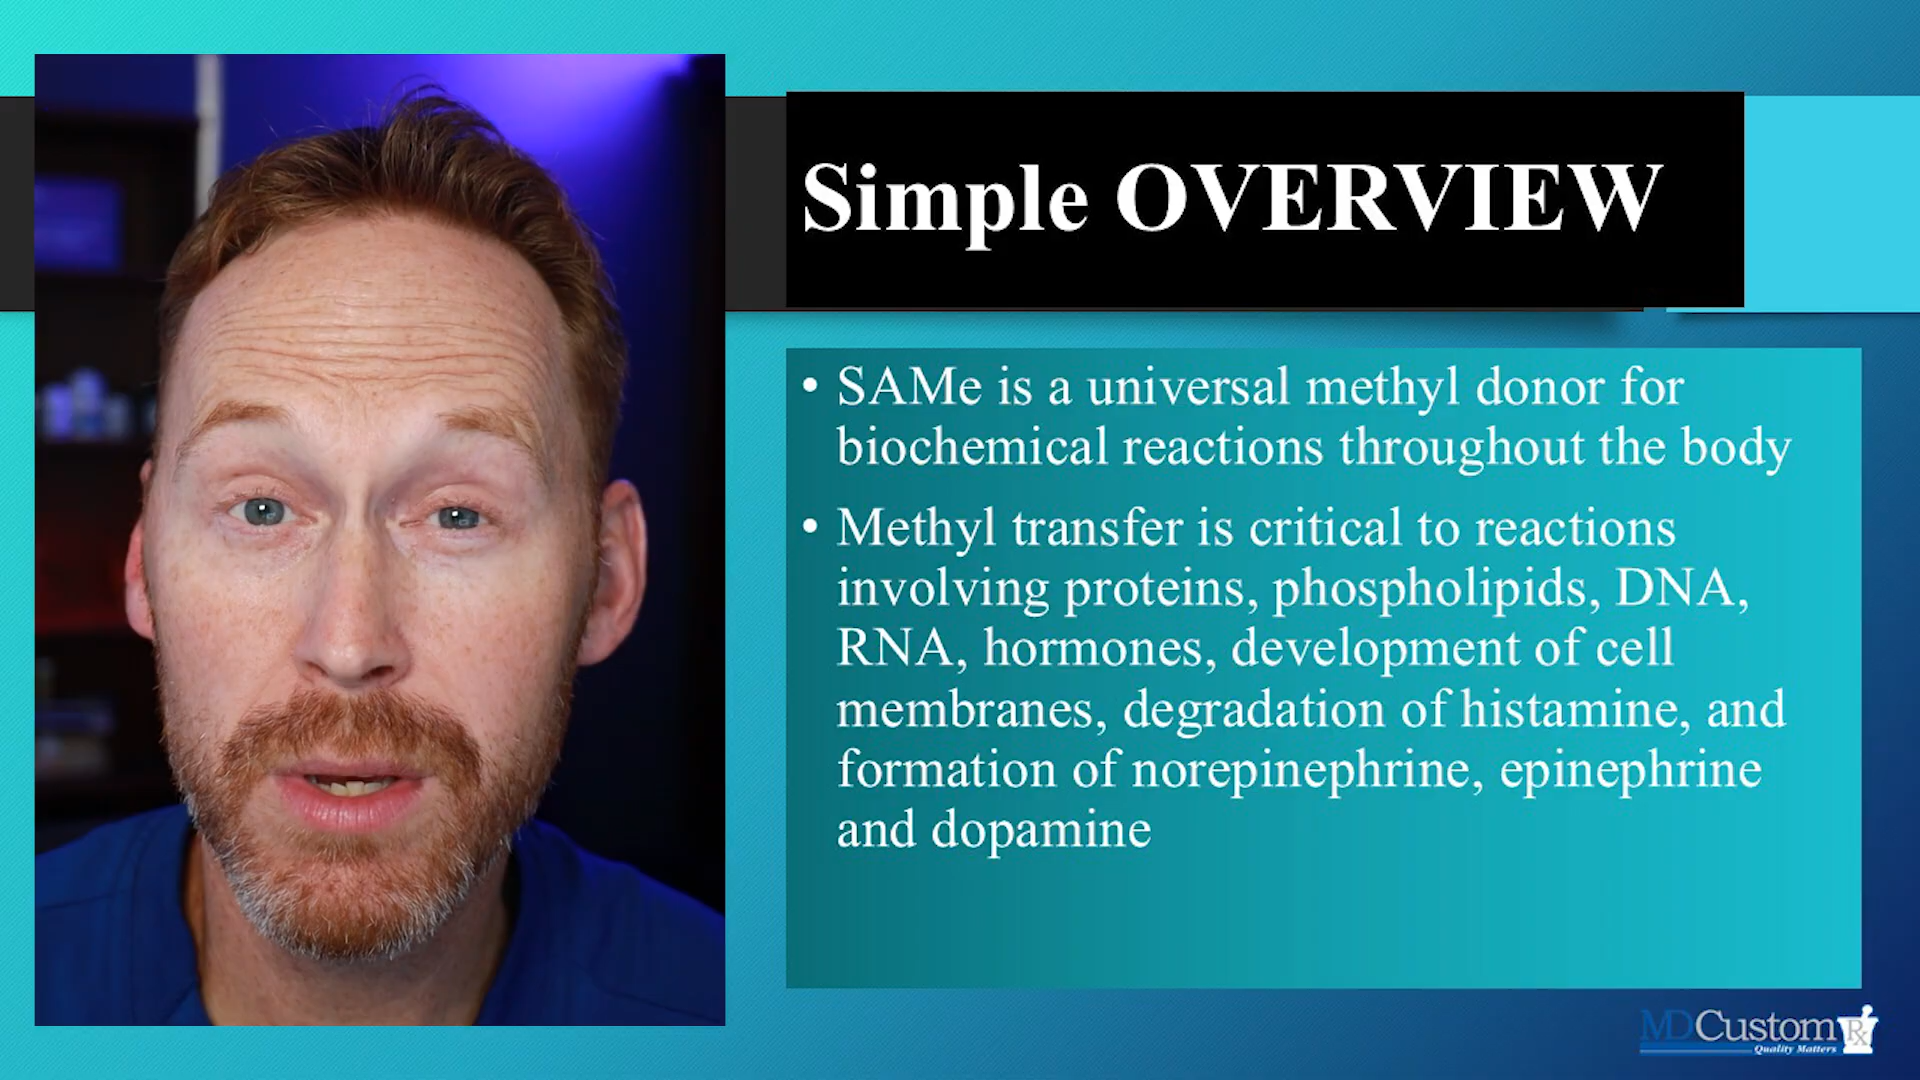 Simple OVERVIEW
• SAMe is a universal methyl donor for
biochemical reactions throughout the body
• Methyl transfer is critical to reactions
involving proteins, phospholipids, DNA,
RNA, hormones, development of cell
membranes, degradation of histamine, and
formation of norepinephrine, epinephrine
and dopamine
MDCustom Rx
Quality Matters